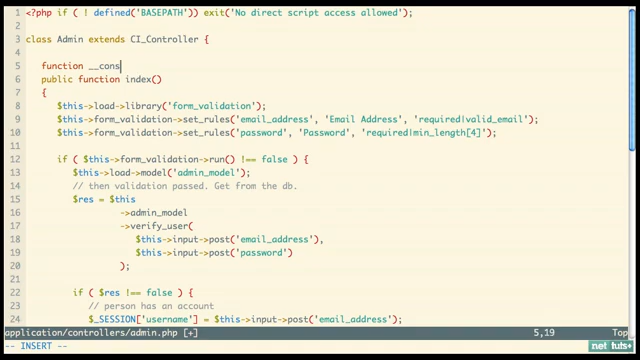 1 <?php if ( ! defined('BASEPATH')) exit('No direct script access allowed');
2
3 class Admin extends CI_Controller {
4
5 function __cons
6 public function index()
7 {
8 $this->load->library('form_validation');
9 $this->form_validation->set_rules('email_address', 'Email Address', 'required|valid_email');
10 $this->form_validation->set_rules('password', 'Password', 'required|min_length[4]');
11
12 if ( $this->form_validation->run() !== false ) {
13 $this->load->model('admin_model');
14 // then validation passed. Get from the db.
15 $res = $this
16 ->admin_model
17 ->verify_user(
18 $this->input->post('email_address'),
19 $this->input->post('password')
20 );
21
22 if ( $res !== false ) {
23 // person has an account
24 $_SESSION['username'] = $this->input->post('email_address');
application/controllers/admin.php [+] 5,19 Top
-- INSERT -- net tuts+